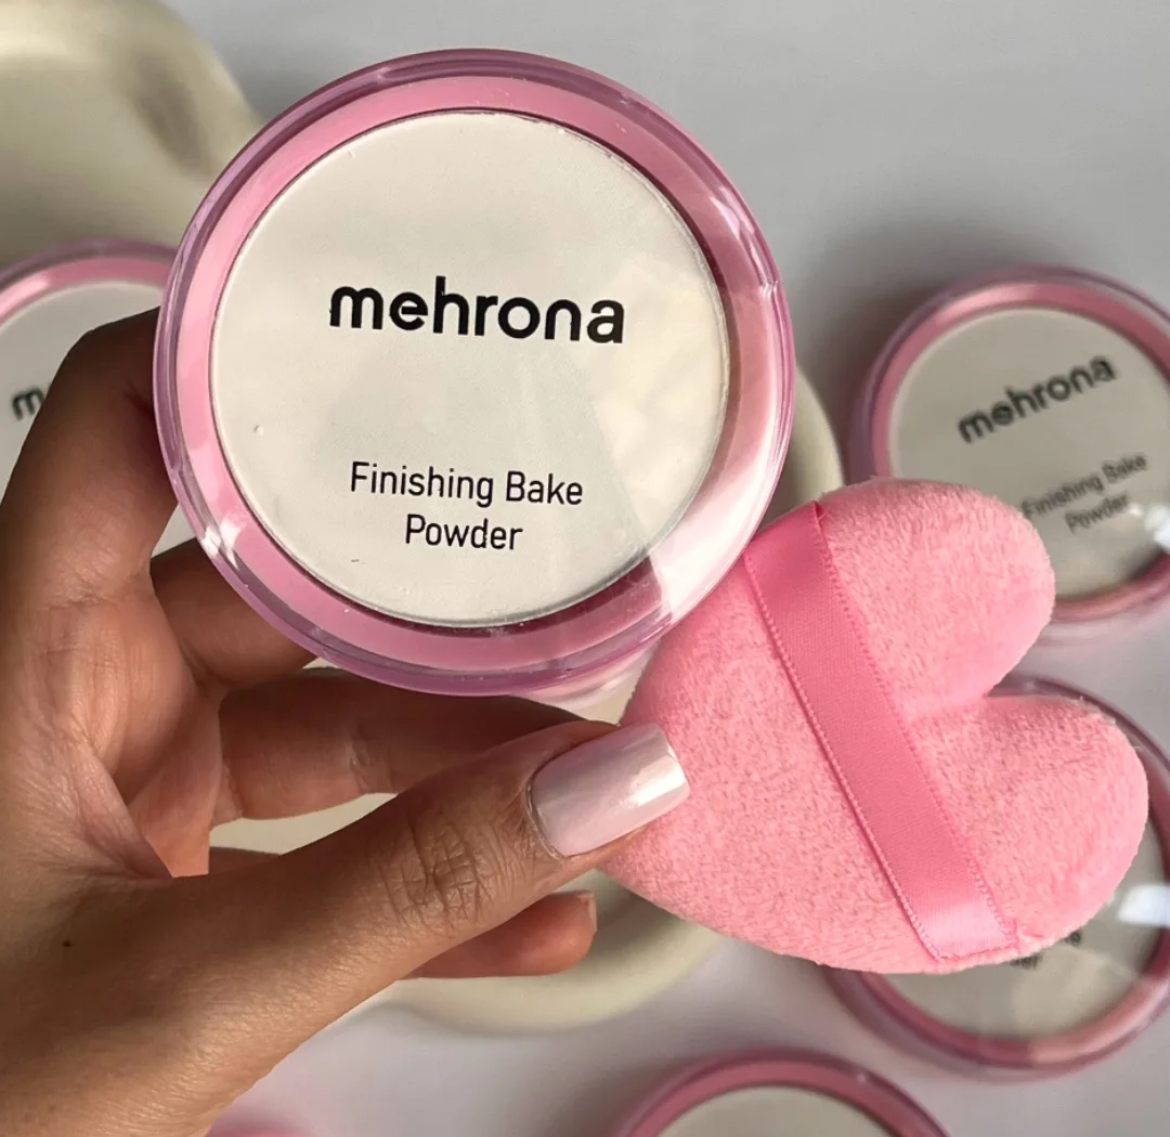 mehrona
Finishing Bake
Powder
mehrona
Finishing Bake
Powder
m